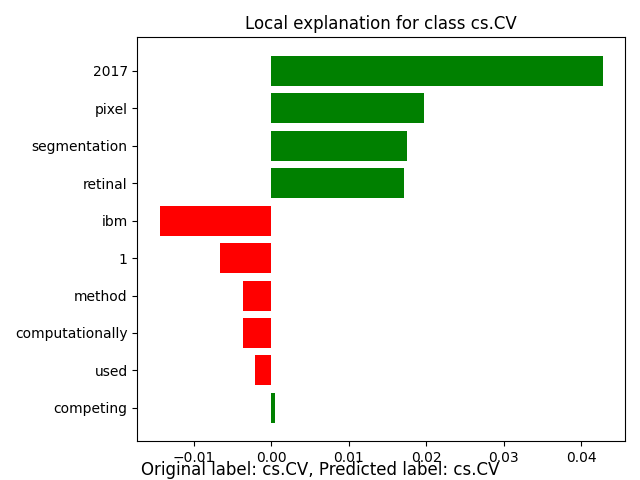 Local explanation for class cs.CV
2017
pixel
segmentation
retinal
ibm
1
method
computationally
used
competing
−0.01 0.00 0.01 0.02 0.03 0.04
Original label: cs.CV, Predicted label: cs.CV